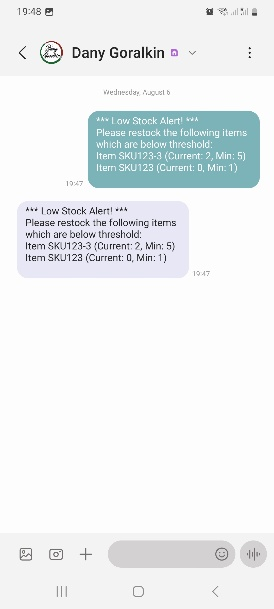 19:48
Dany Goralkin
Wednesday, August 6
*** Low Stock Alert! ***
Please restock the following items
which are below threshold:
Item SKU123-3 (Current: 2, Min: 5)
Item SKU123 (Current: 0, Min: 1)
19:47
*** Low Stock Alert! ***
Please restock the following items
which are below threshold:
Item SKU123-3 (Current: 2, Min: 5)
Item SKU123 (Current: 0, Min: 1)
19:47